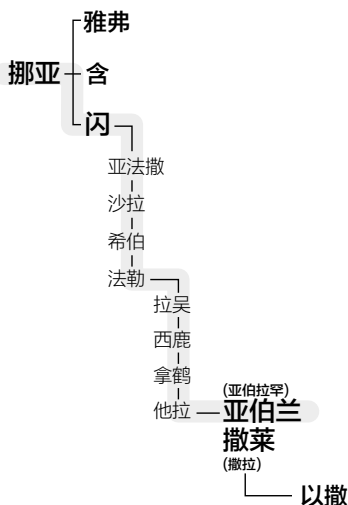 雅弗
挪亚
含
闪
亚法撒
沙拉
希伯
法勒
拉吴
西鹿
拿鹤
他拉
(亚伯拉罕)
亚伯兰
撒莱
(撒拉)
以撒